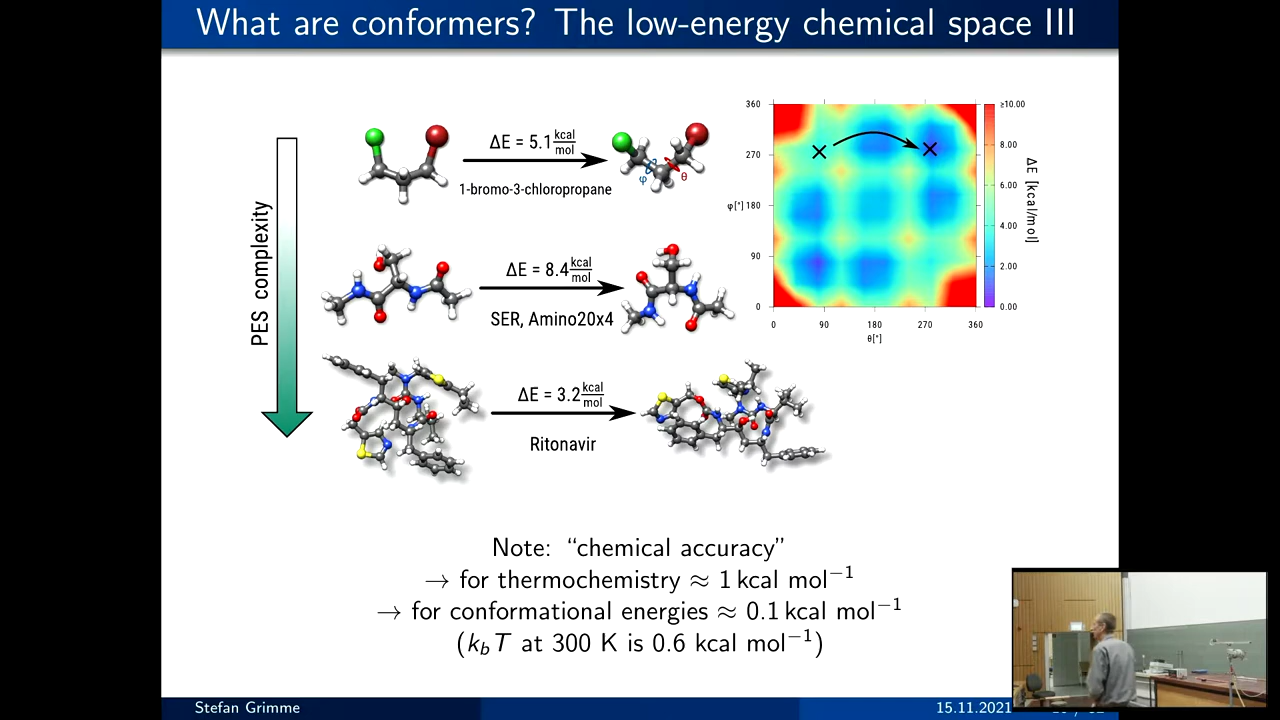 What are conformers? The low-energy chemical space III
PES complexity
ΔE = 5.1 kcal/mol
1-bromo-3-chloropropane
φ
θ
ΔE = 8.4 kcal/mol
SER, Amino20x4
ΔE = 3.2 kcal/mol
Ritonavir
360
270
φ[°] 180
90
0
0 90 180 270 360
θ[°]
≥10.00
8.00
6.00
4.00
2.00
0.00
ΔE [kcal/mol]
Note: “chemical accuracy”
→ for thermochemistry ≈ 1 kcal mol⁻¹
→ for conformational energies ≈ 0.1 kcal mol⁻¹
(k_bT at 300 K is 0.6 kcal mol⁻¹)
Stefan Grimme
15.11.2021